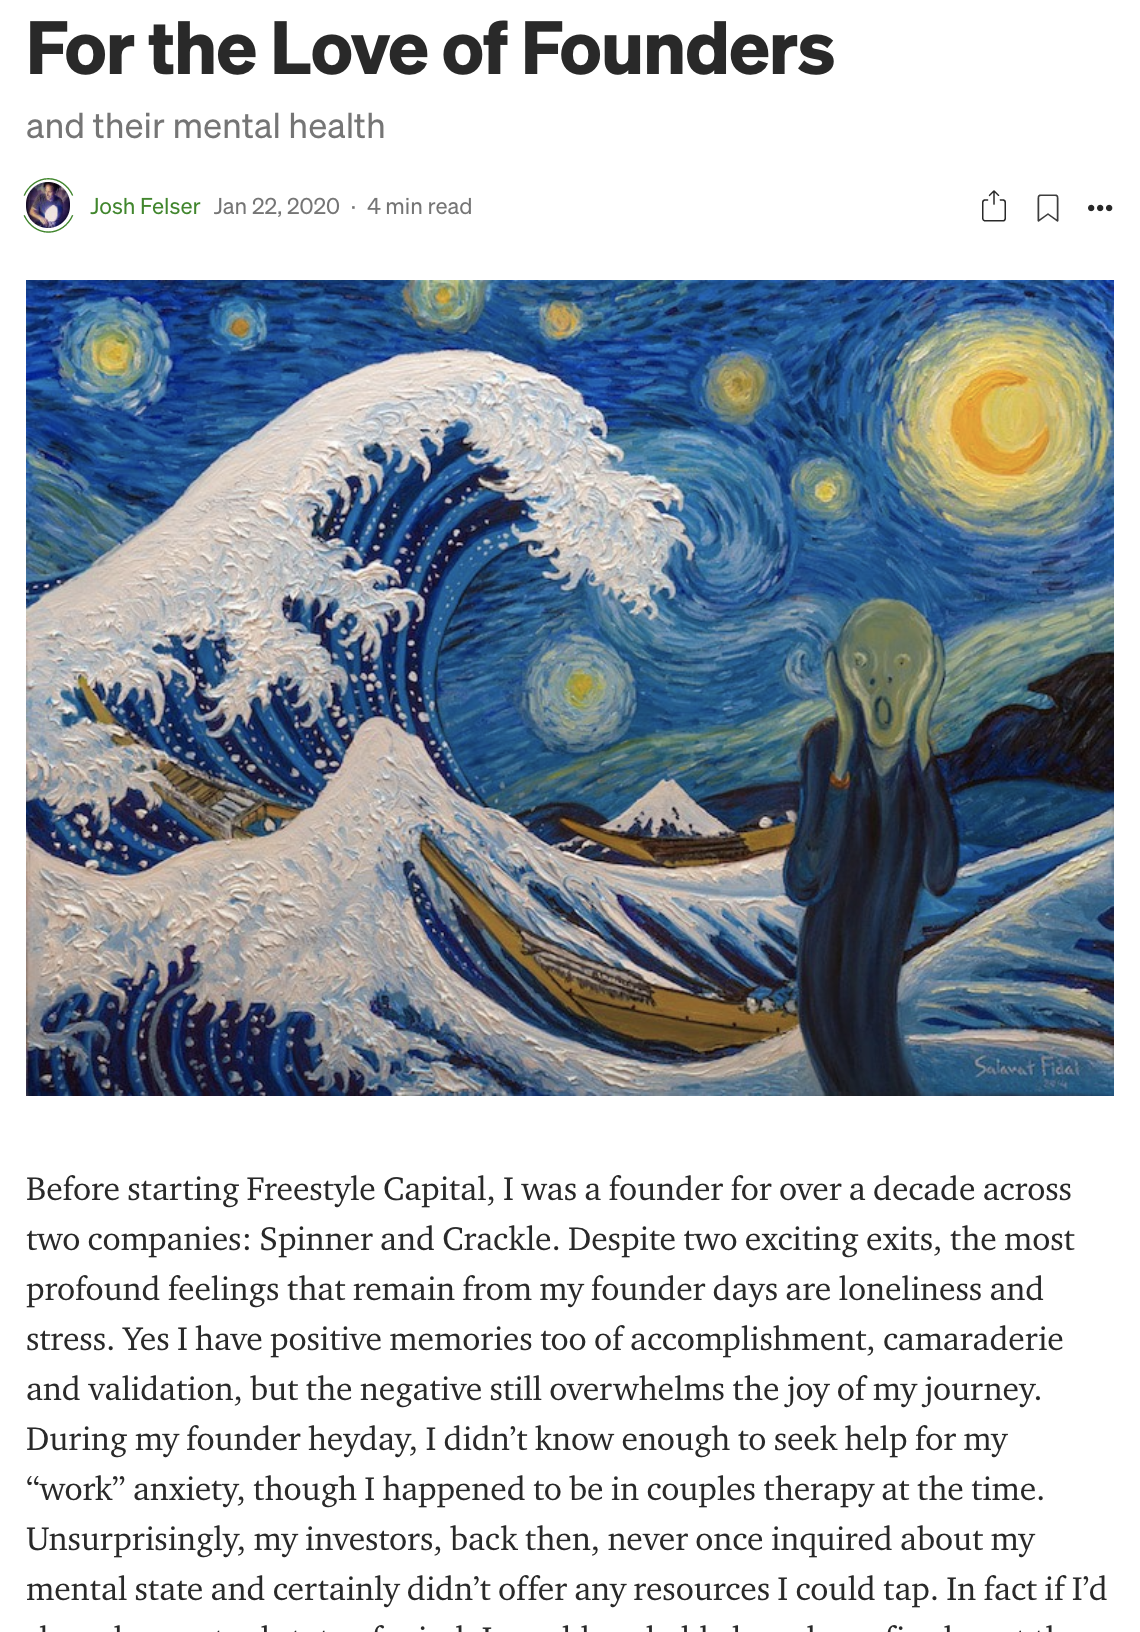 For the Love of Founders
and their mental health
Josh Felser Jan 22, 2020 · 4 min read
Salavat Fidai
Before starting Freestyle Capital, I was a founder for over a decade across
two companies: Spinner and Crackle. Despite two exciting exits, the most
profound feelings that remain from my founder days are loneliness and
stress. Yes I have positive memories too of accomplishment, camaraderie
and validation, but the negative still overwhelms the joy of my journey.
During my founder heyday, I didn’t know enough to seek help for my
“work” anxiety, though I happened to be in couples therapy at the time.
Unsurprisingly, my investors, back then, never once inquired about my
mental state and certainly didn’t offer any resources I could tap. In fact if I’d